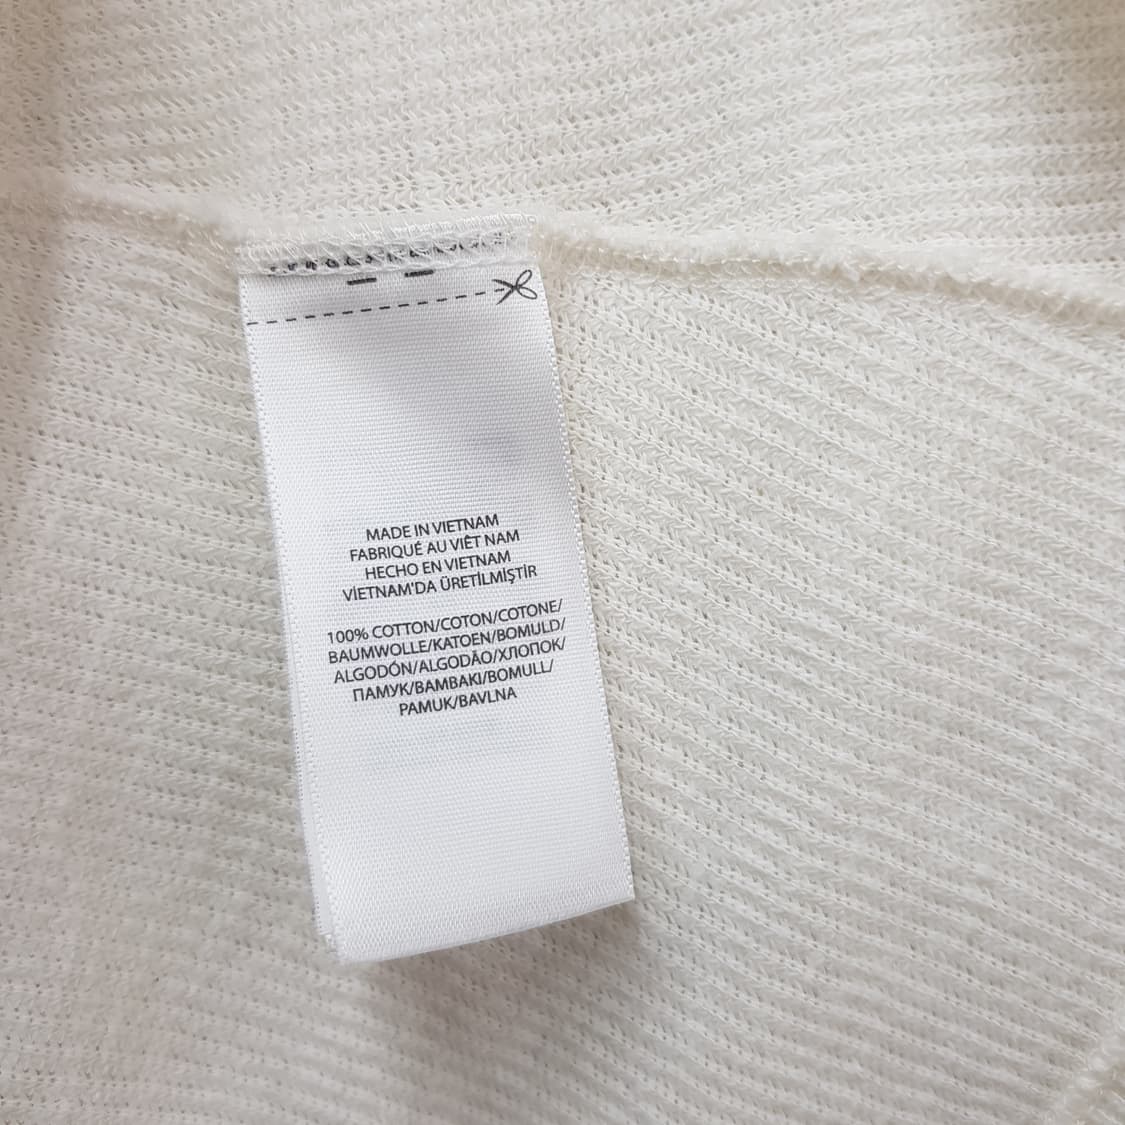 MADE IN VIETNAM
FABRIQUÉ AU VIÊT NAM
HECHO EN VIETNAM
VİETNAM'DA ÜRETİLMİŞTİR
100% COTTON/COTON/COTONE/
BAUMWOLLE/KATOEN/BOMULD/
ALGODÓN/ALGODÃO/ХЛОПОК/
ПАМУК/BAMBAKI/BOMULL/
PAMUK/BAVLNA